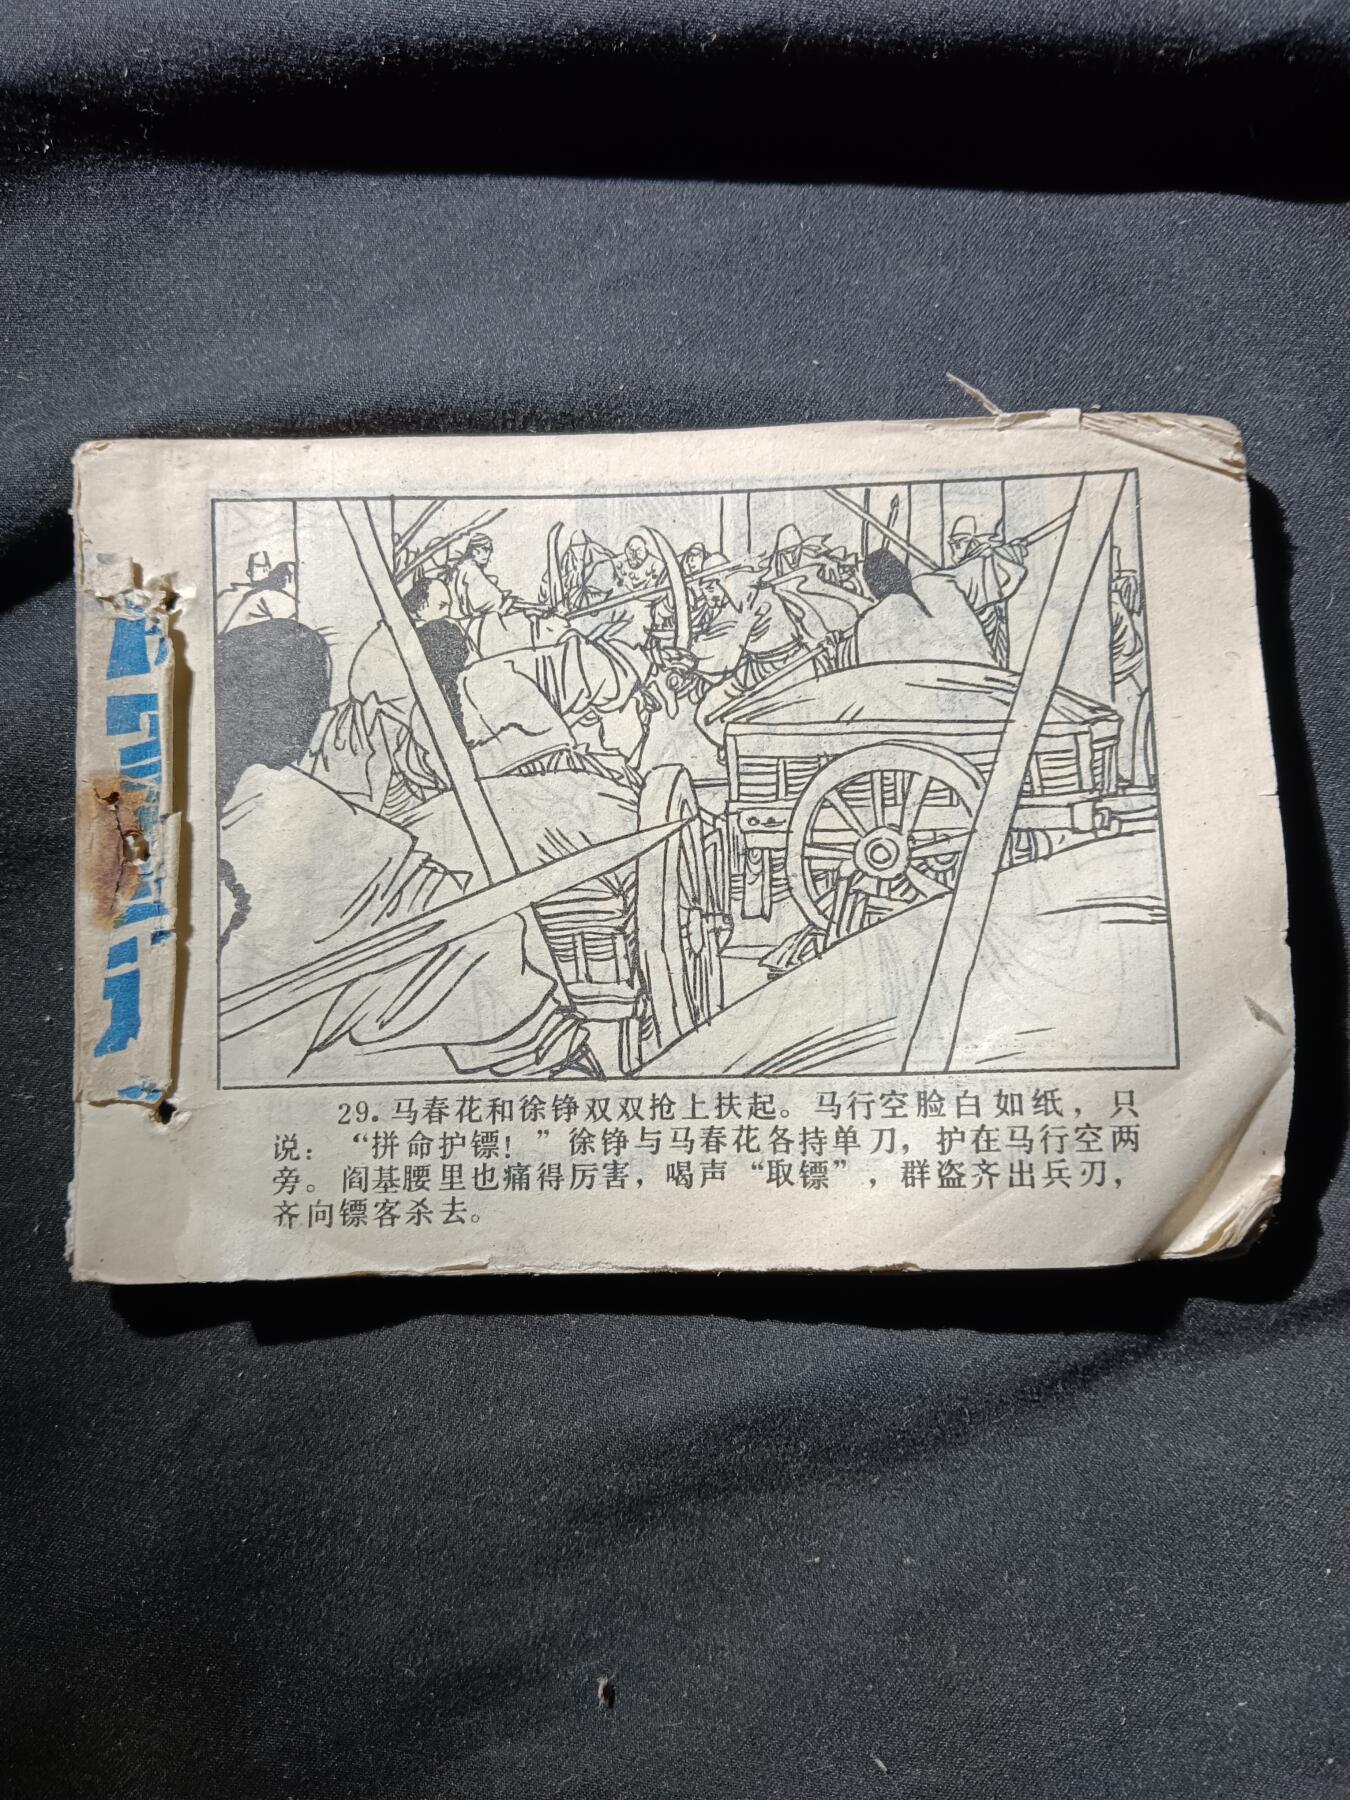 29．马春花和徐铮双双抢上扶起。马行空脸白如纸，只
说：“拼命护镖！”徐铮与马春花各持单刀，护在马行空两
旁。阎基腰里也痛得厉害，喝声“取镖”，群盗齐出兵刃，
齐向镖客杀去。